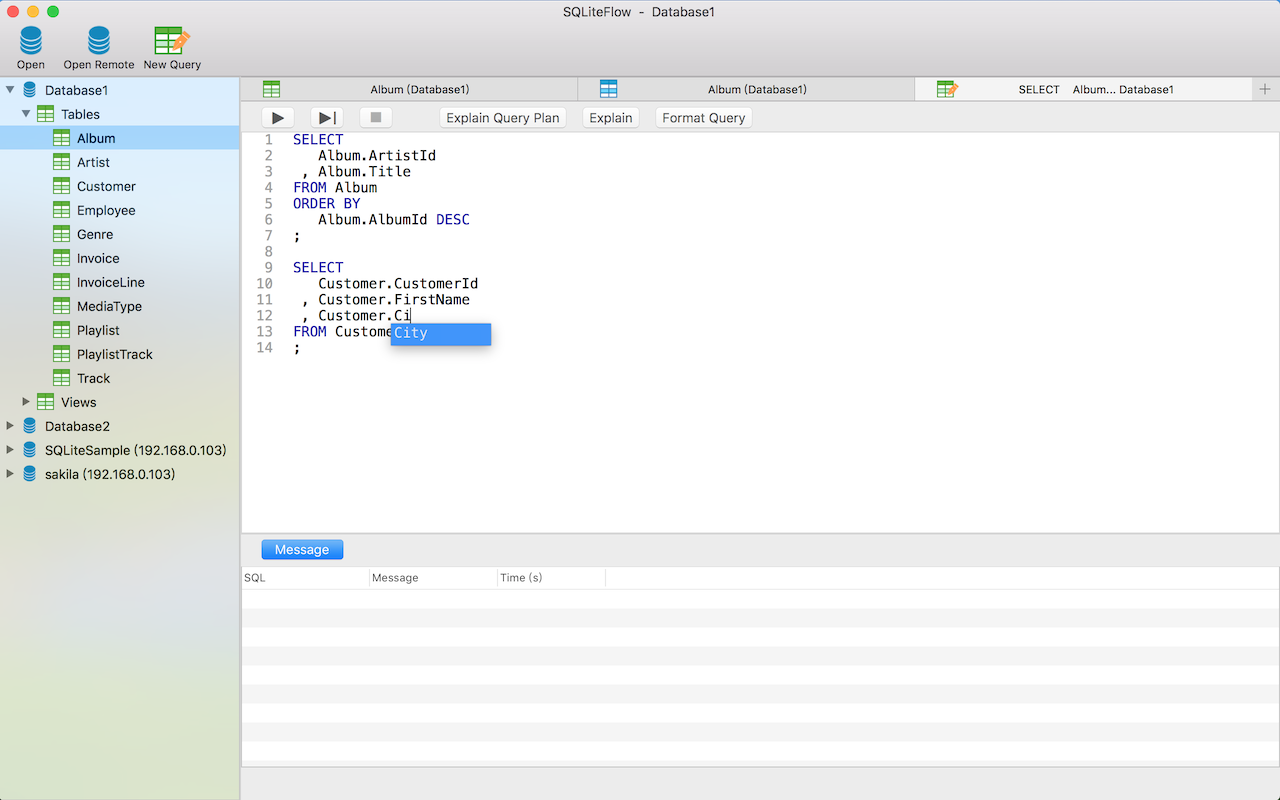 SQLiteFlow - Database1
Open
Open Remote
New Query
Database1
Tables
Album
Artist
Customer
Employee
Genre
Invoice
InvoiceLine
MediaType
Playlist
PlaylistTrack
Track
Views
Database2
SQLiteSample (192.168.0.103)
sakila (192.168.0.103)
Album (Database1)
Album (Database1)
SELECT Album... Database1
Explain Query Plan
Explain
Format Query
1 SELECT
2 Album.ArtistId
3 , Album.Title
4 FROM Album
5 ORDER BY
6 Album.AlbumId DESC
7 ;
8
9 SELECT
10 Customer.CustomerId
11 , Customer.FirstName
12 , Customer.Ci
13 FROM Custome
City
14 ;
Message
SQL Message Time (s)